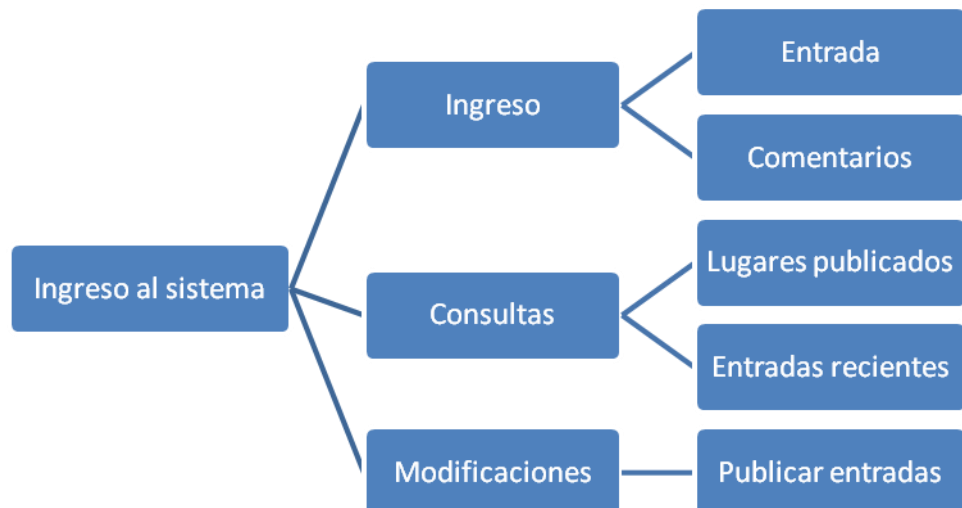 Ingreso al sistema
Ingreso
Entrada
Comentarios
Consultas
Lugares publicados
Entradas recientes
Modificaciones
Publicar entradas